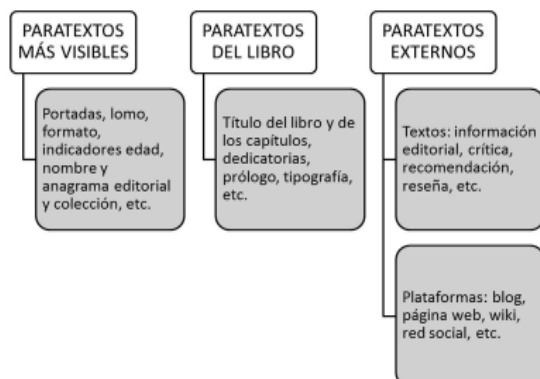 PARATEXTOS
MÁS VISIBLES
Portadas, lomo,
formato,
indicadores edad,
nombre y
anagrama editorial
y colección, etc.
PARATEXTOS
DEL LIBRO
Título del libro y de
los capítulos,
dedicatorias,
prólogo, tipografía,
etc.
PARATEXTOS
EXTERNOS
Textos: información
editorial, crítica,
recomendación,
reseña, etc.
Plataformas: blog,
página web, wiki,
red social, etc.